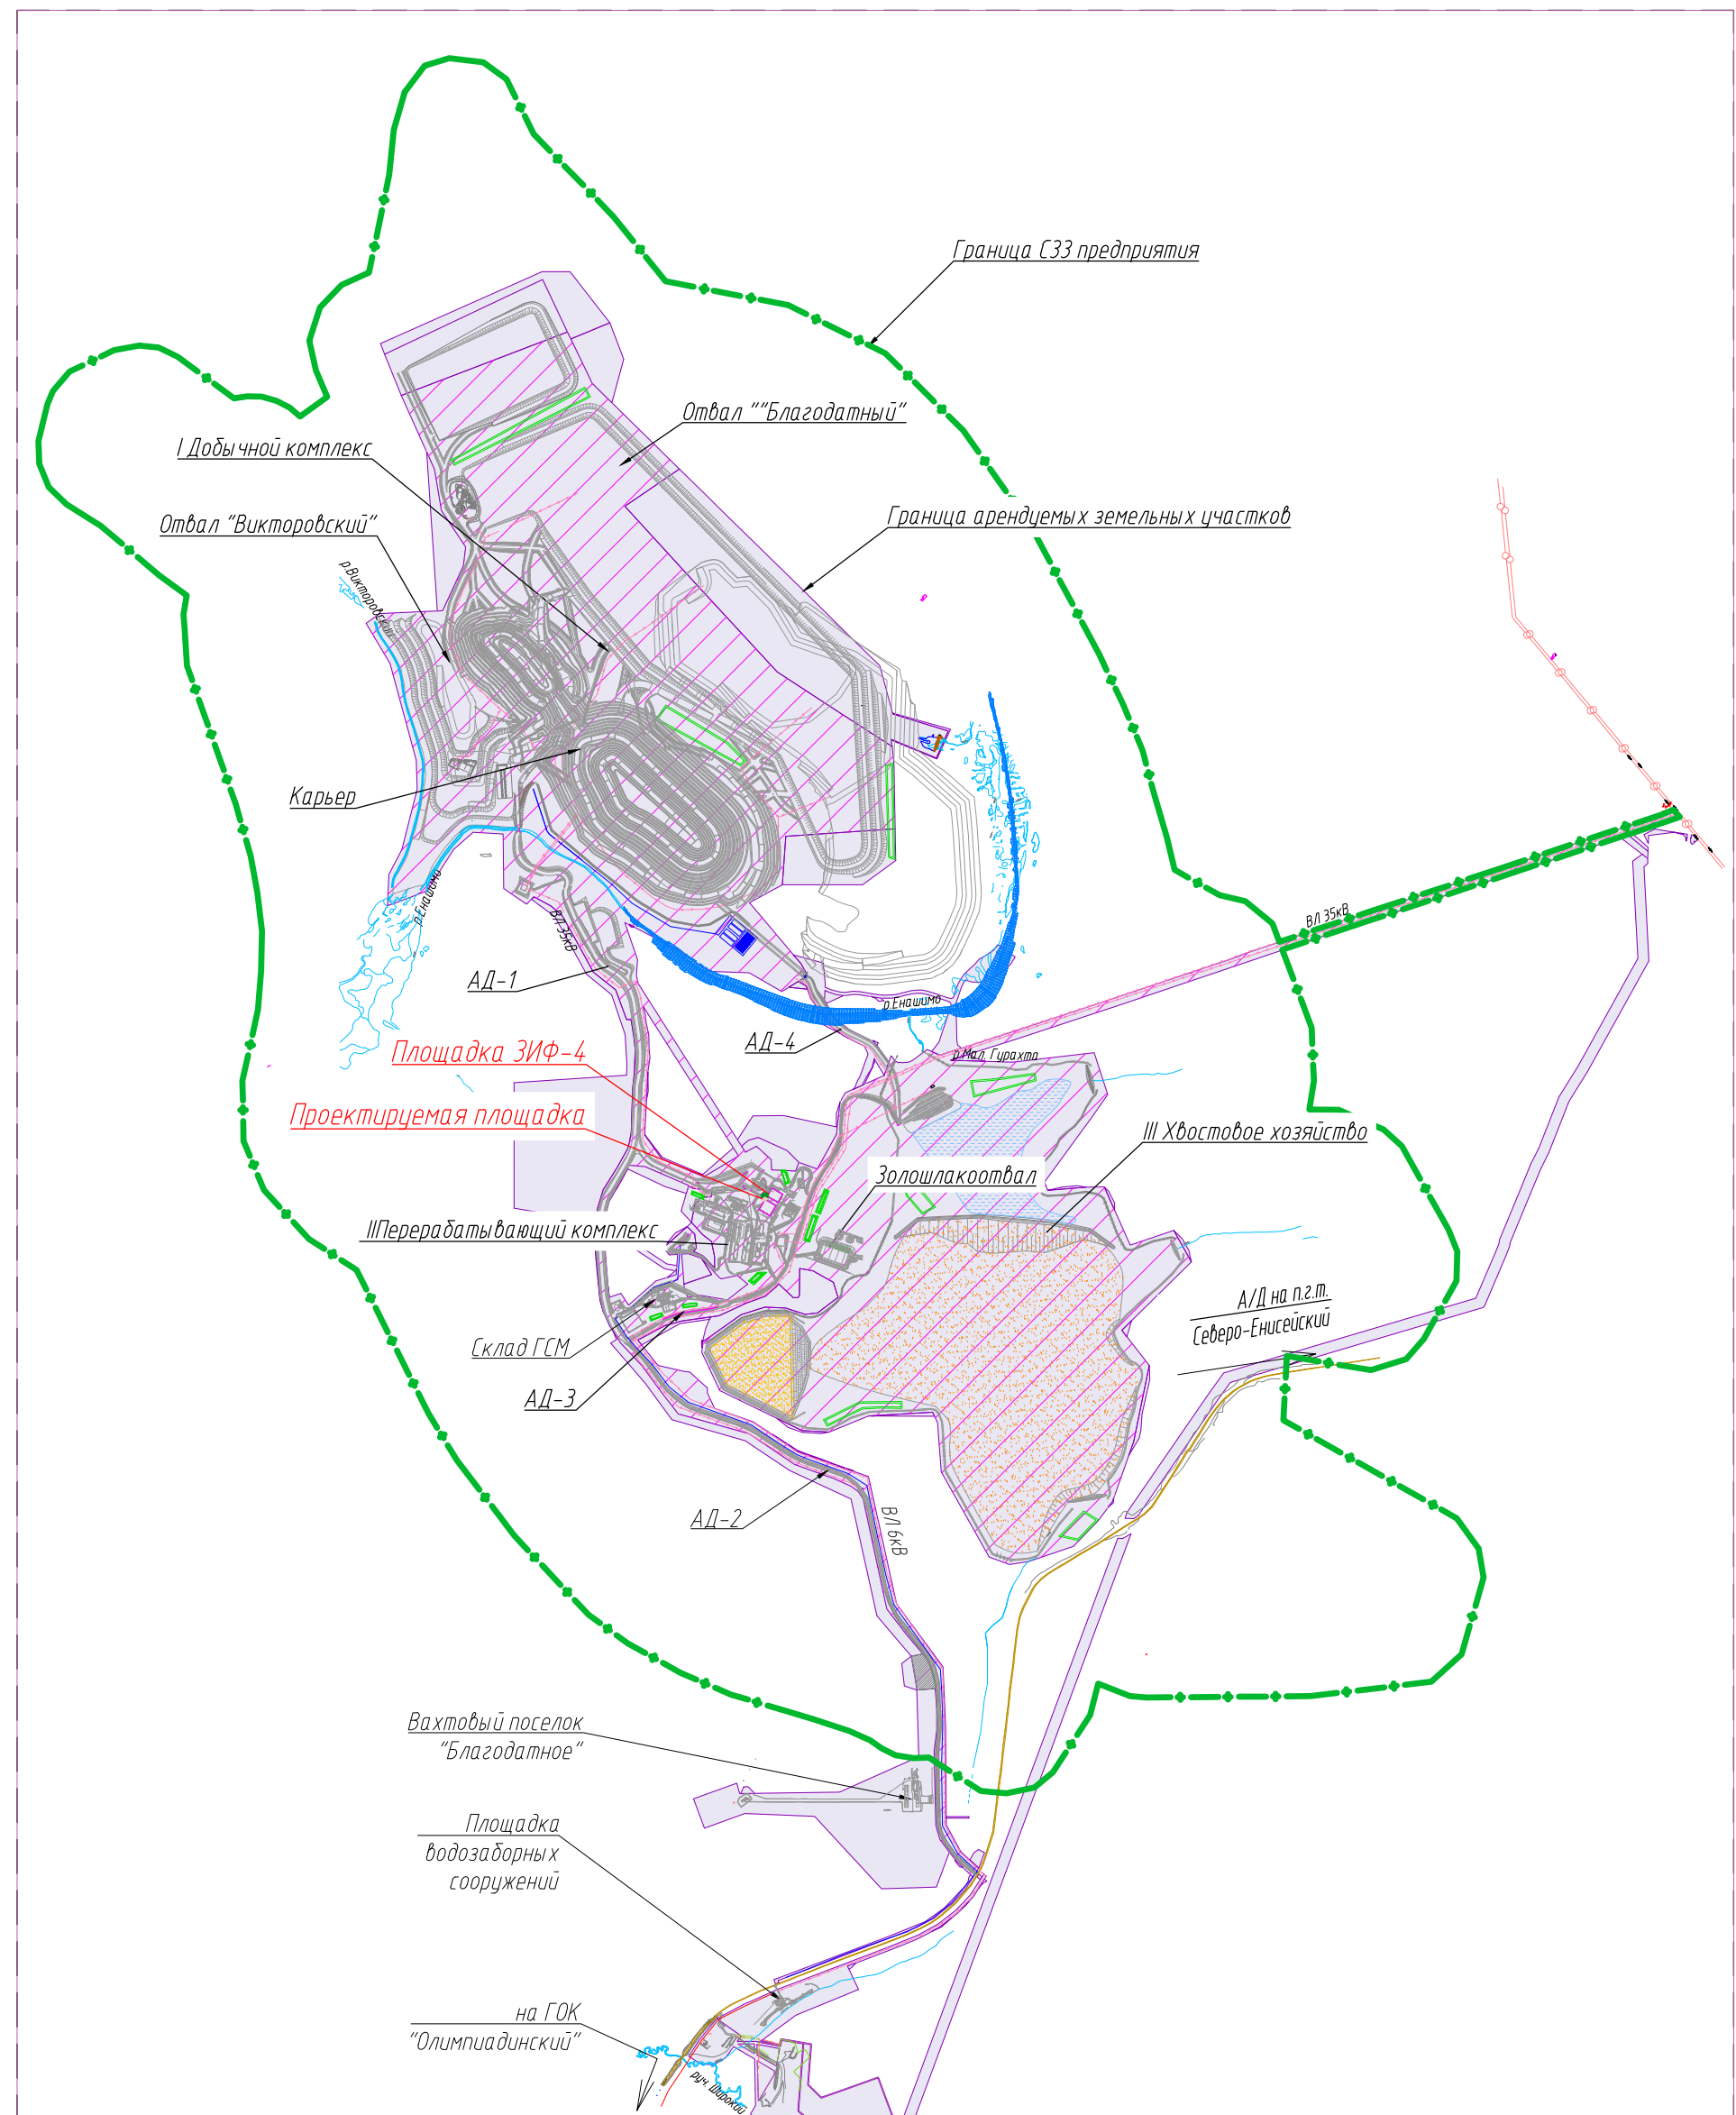 Граница СЗЗ предприятия
Отвал ""Благодатный"
I Добычной комплекс
Отвал "Викторовский"
Граница арендуемых земельных участков
р.Викторовский
Карьер
р.Енашимо
ВЛ 35кВ
ВЛ 35кВ
АД-1
р.Енашимо
АД-4
р.Мал. Гурахта
Площадка ЗИФ-4
Проектируемая площадка
III Хвостовое хозяйство
Золошлакоотвал
IIПерерабатывающий комплекс
А/Д на п.г.т.
Северо-Енисейский
Склад ГСМ
АД-3
АД-2
ВЛ 6кВ
Вахтовый поселок
"Благодатное"
Площадка
водозаборных
сооружений
на ГОК
"Олимпиадинский"
руч. Широкий